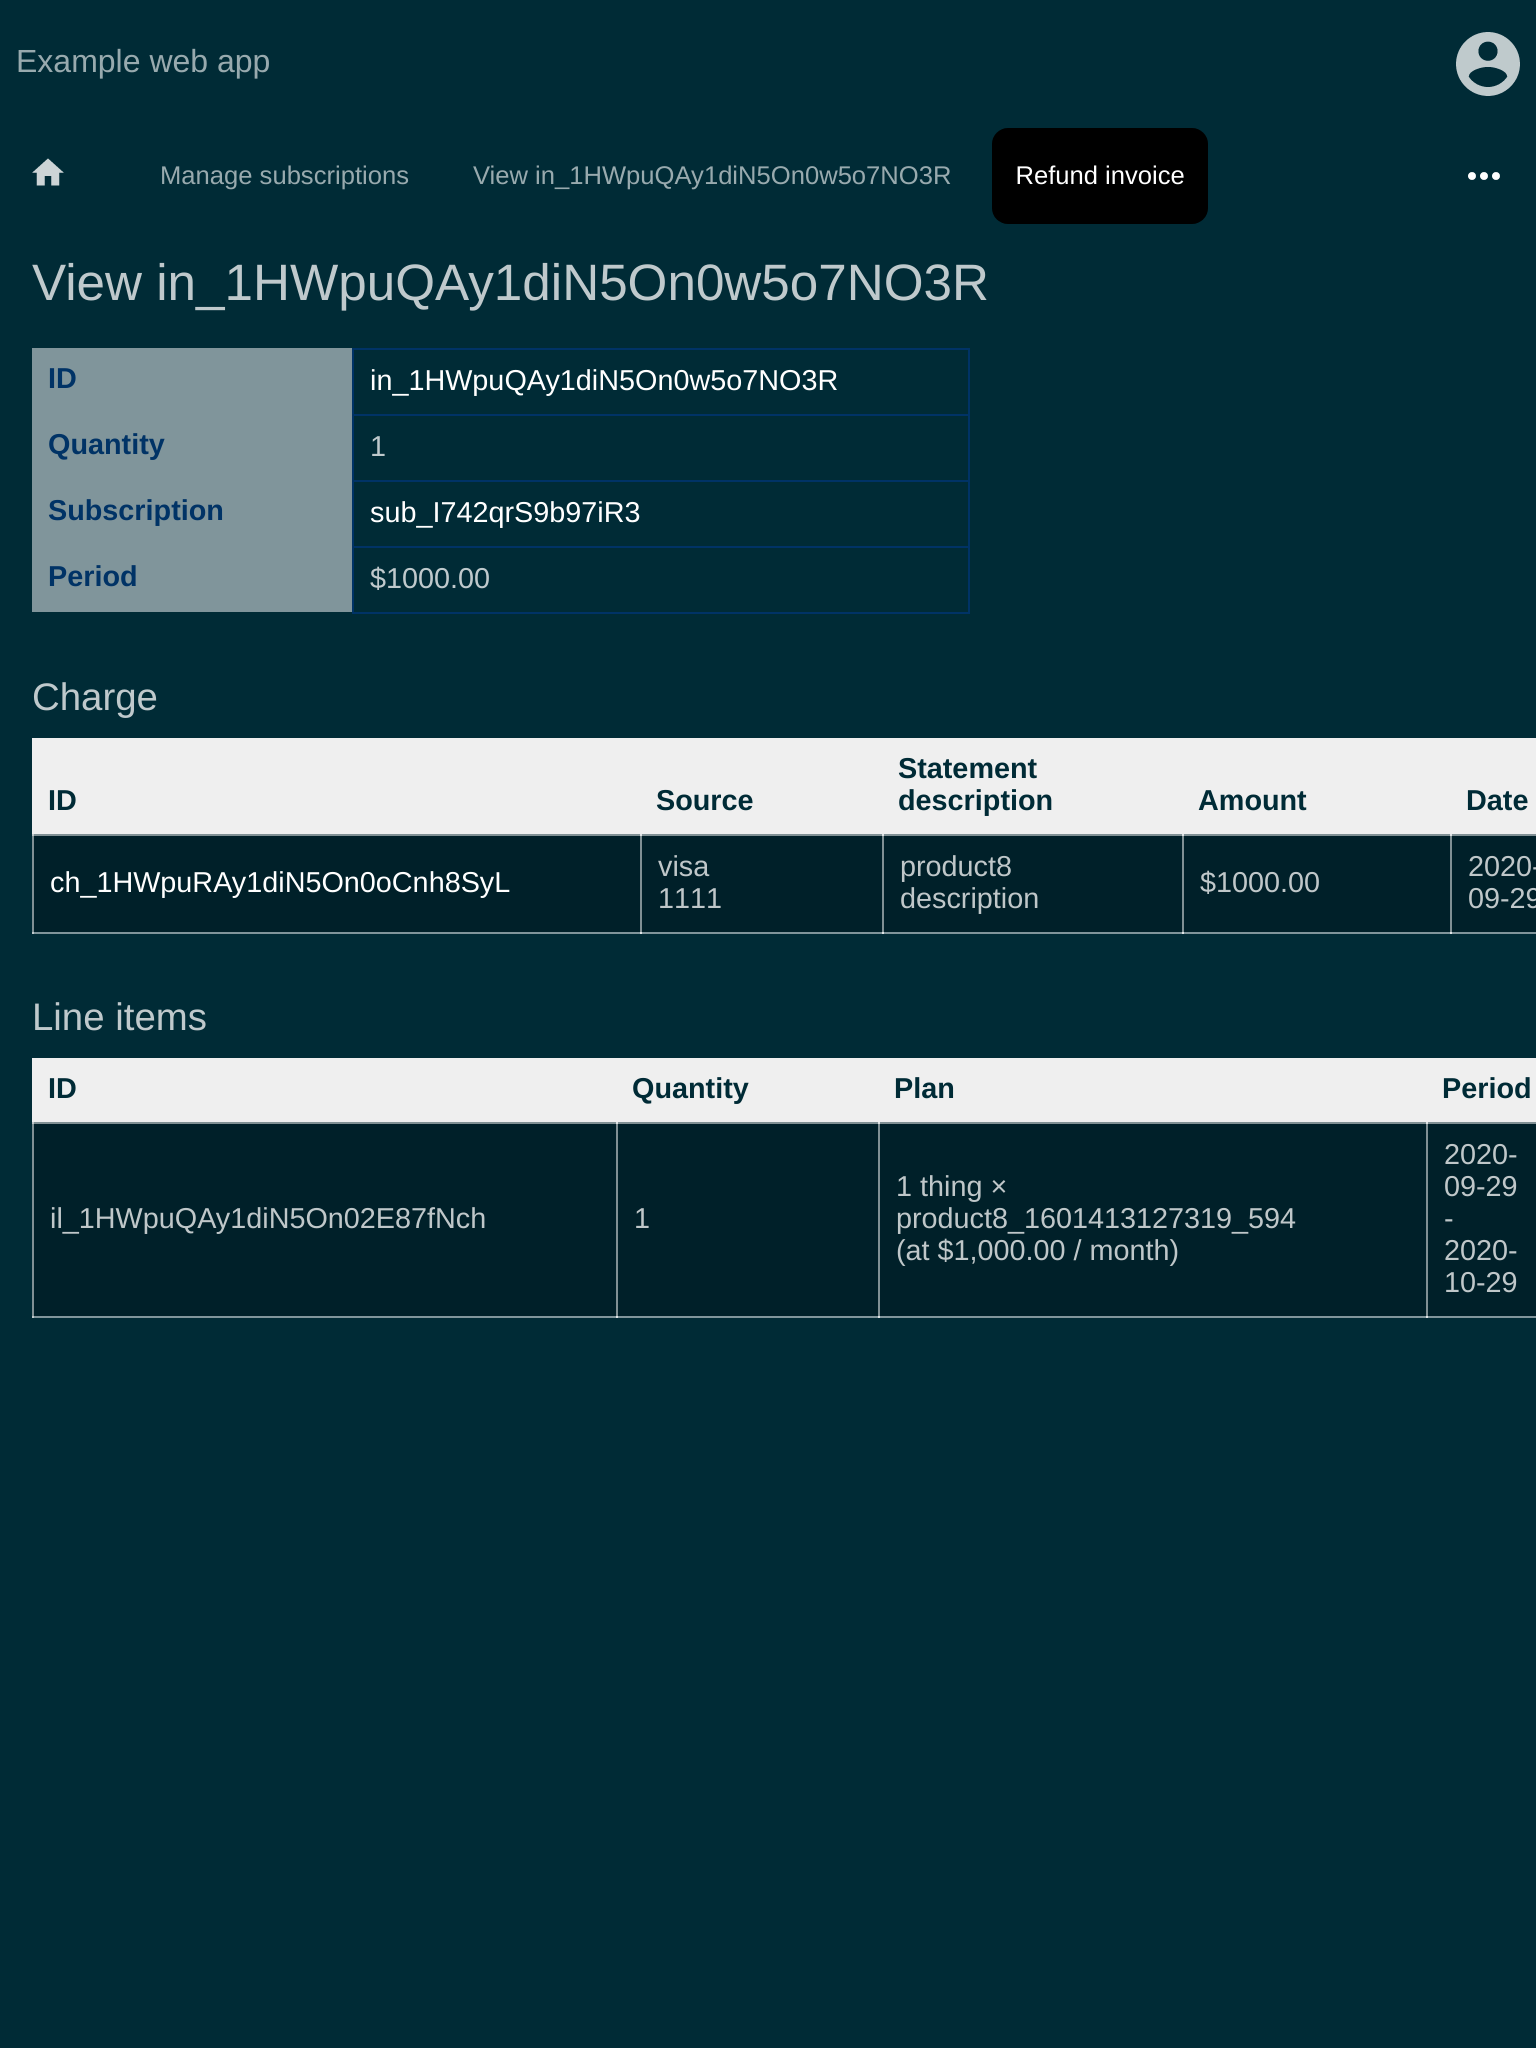 Example web app
Manage subscriptions View in_1HWpuQAy1diN5On0w5o7NO3R Refund invoice
View in_1HWpuQAy1diN5On0w5o7NO3R
ID in_1HWpuQAy1diN5On0w5o7NO3R
Quantity 1
Subscription sub_I742qrS9b97iR3
Period $1000.00
Charge
ID Source Statement description Amount Date
ch_1HWpuRAy1diN5On0oCnh8SyL visa 1111 product8 description $1000.00 2020-09-29
Line items
ID Quantity Plan Period
il_1HWpuQAy1diN5On02E87fNch 1 1 thing × product8_1601413127319_594 (at $1,000.00 / month) 2020-09-29 - 2020-10-29